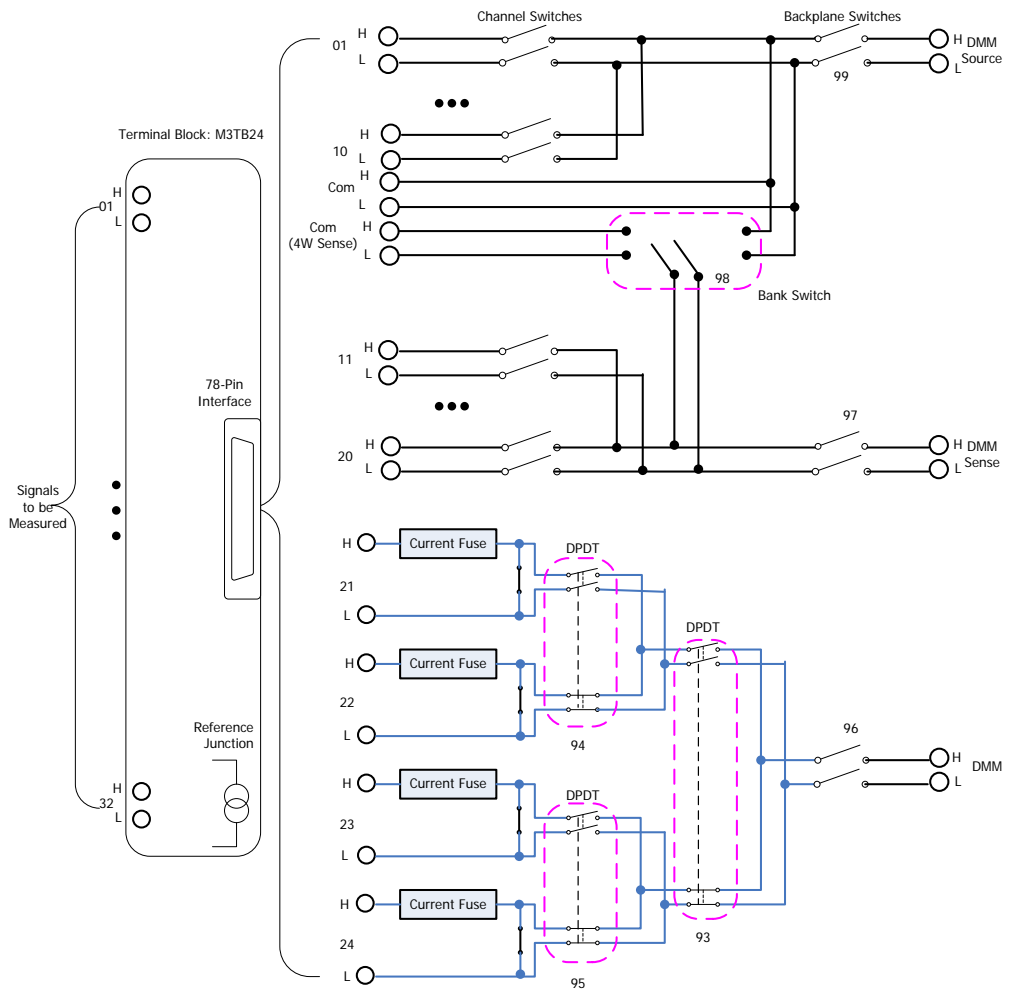 Channel Switches
Backplane Switches
01
H
L
H DMM
L Source
99
Terminal Block: M3TB24
10
H
L
Com
H
L
Com
(4W Sense)
H
L
98
Bank Switch
H
01
L
11
H
L
78-Pin
Interface
97
20
H
L
H DMM
L Sense
Signals
to be
Measured
H
Current Fuse
DPDT
21
L
DPDT
H
Current Fuse
22
L
94
Reference
Junction
96
H
L
DMM
H
32
L
H
Current Fuse
DPDT
23
L
H
Current Fuse
24
L
93
95